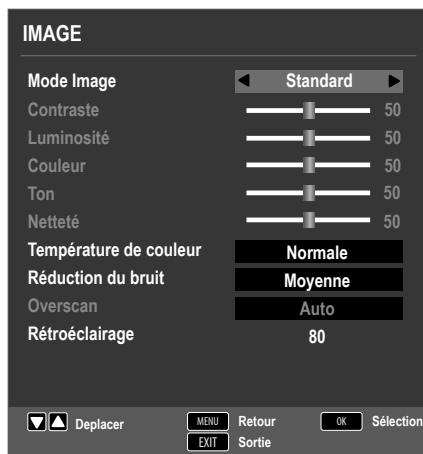 IMAGE
Mode Image Standard
Contraste 50
Luminosité 50
Couleur 50
Ton 50
Netteté 50
Température de couleur Normale
Réduction du bruit Moyenne
Overscan Auto
Rétroéclairage 80
Deplacer MENU Retour OK Sélection
EXIT Sortie